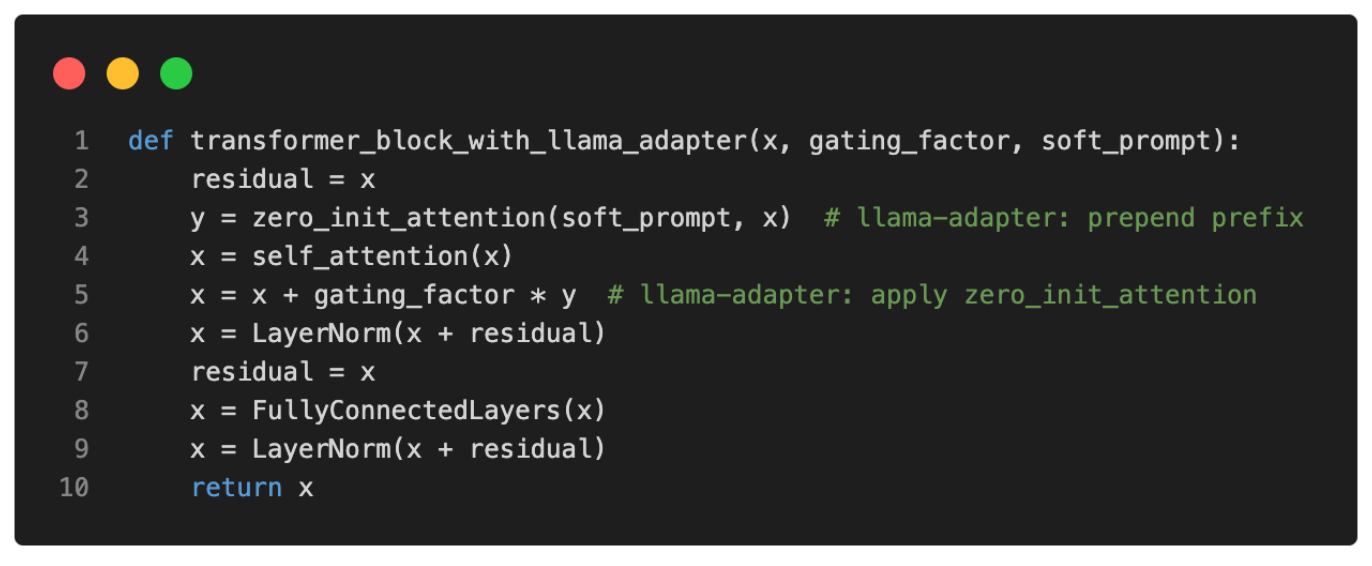 1 def transformer_block_with_llama_adapter(x, gating_factor, soft_prompt):
2     residual = x
3     y = zero_init_attention(soft_prompt, x)  # llama-adapter: prepend prefix
4     x = self_attention(x)
5     x = x + gating_factor * y  # llama-adapter: apply zero_init_attention
6     x = LayerNorm(x + residual)
7     residual = x
8     x = FullyConnectedLayers(x)
9     x = LayerNorm(x + residual)
10     return x